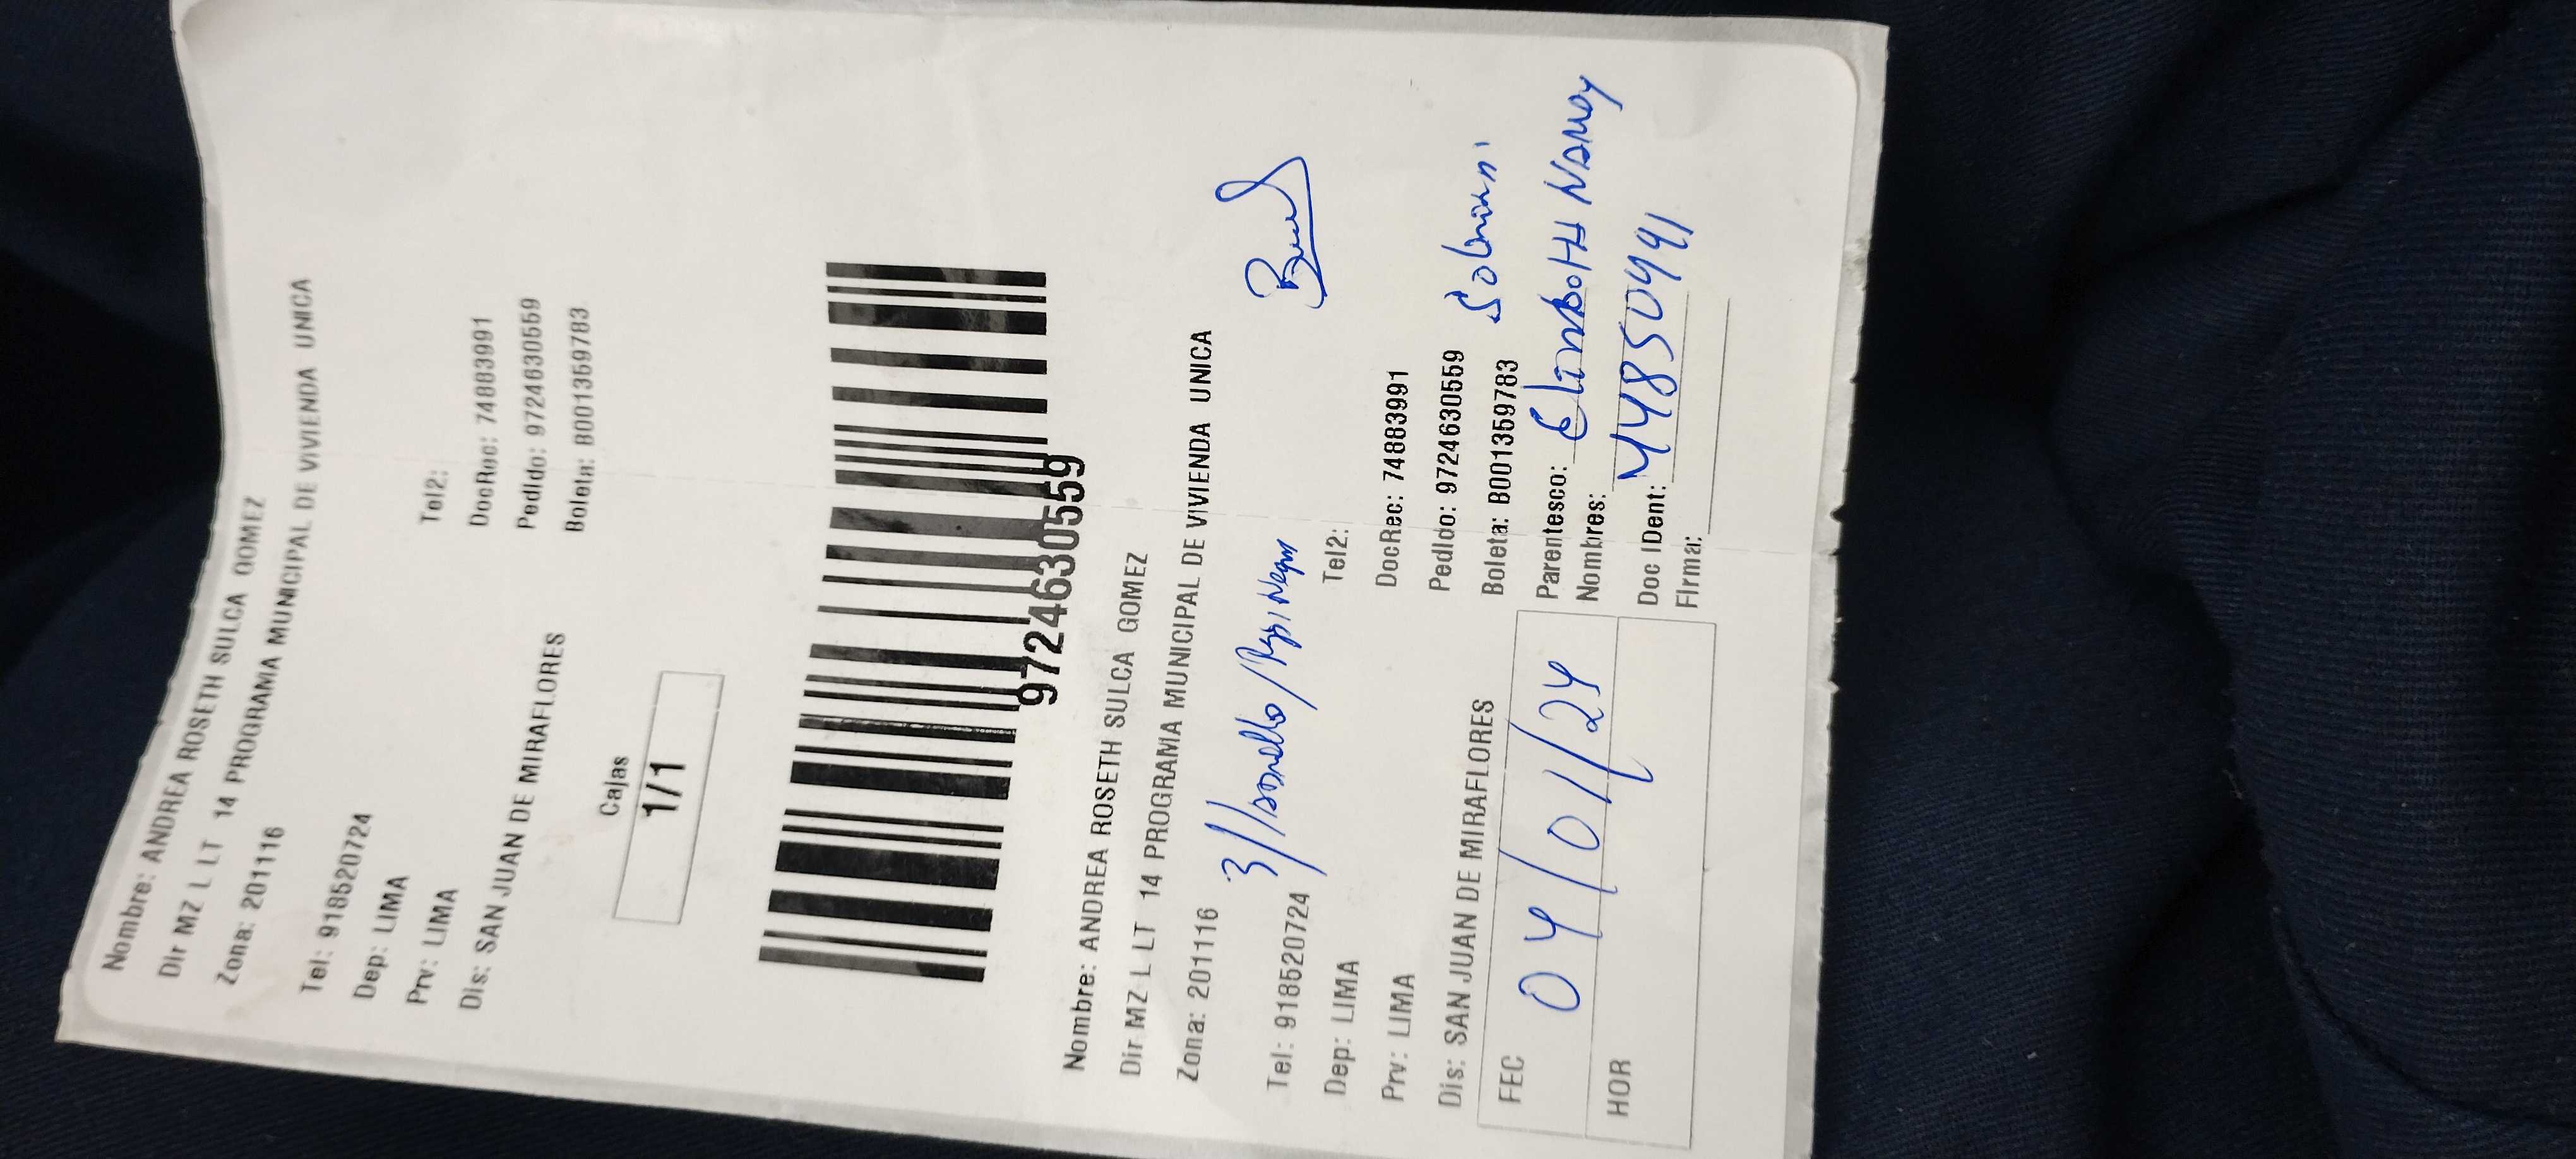 Nombre: ANDREA ROSETH SULCA GOMEZ
Dir MZ L LT 14 PROGRAMA MUNICIPAL DE VIVIENDA UNICA
Zona: 201116
Tel: 918520724
Tel2:
Dep: LIMA
DocRec: 74883991
Prv: LIMA
Pedido: 9724630559
Dis: SAN JUAN DE MIRAFLORES
Boleta: B001359783
Cajas
1/1
9724630559
Nombre: ANDREA ROSETH SULCA GOMEZ
Dir MZ L LT 14 PROGRAMA MUNICIPAL DE VIVIENDA UNICA
Zona: 201116
3//
Tel: 918520724
Tel2:
Dep: LIMA
DocRec: 74883991
Prv: LIMA
Pedido: 9724630559
Dis: SAN JUAN DE MIRAFLORES
Boleta: B001359783
FEC 04/01/24
Parentesco:
Nombres: NANCY
HOR
Doc IDent: 44850491
Firma: